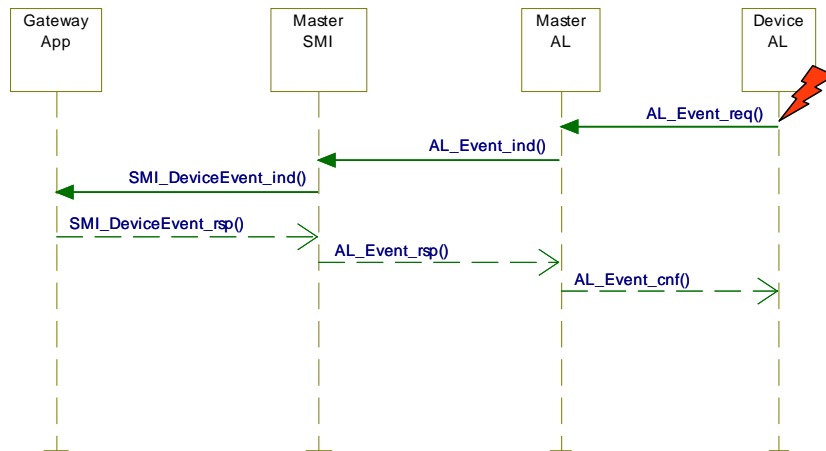 Gateway
App
Master
SMI
Master
AL
Device
AL
AL_Event_req()
AL_Event_ind()
SMI_DeviceEvent_ind()
SMI_DeviceEvent_rsp()
AL_Event_rsp()
AL_Event_cnf()